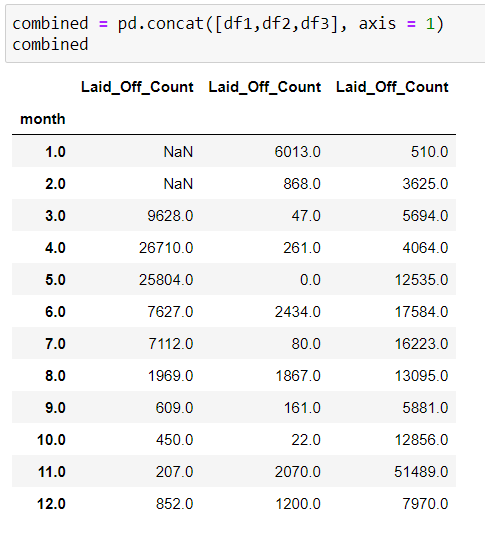 combined = pd.concat([df1,df2,df3], axis = 1)
combined
Laid_Off_Count Laid_Off_Count Laid_Off_Count
month
1.0 NaN 6013.0 510.0
2.0 NaN 868.0 3625.0
3.0 9628.0 47.0 5694.0
4.0 26710.0 261.0 4064.0
5.0 25804.0 0.0 12535.0
6.0 7627.0 2434.0 17584.0
7.0 7112.0 80.0 16223.0
8.0 1969.0 1867.0 13095.0
9.0 609.0 161.0 5881.0
10.0 450.0 22.0 12856.0
11.0 207.0 2070.0 51489.0
12.0 852.0 1200.0 7970.0